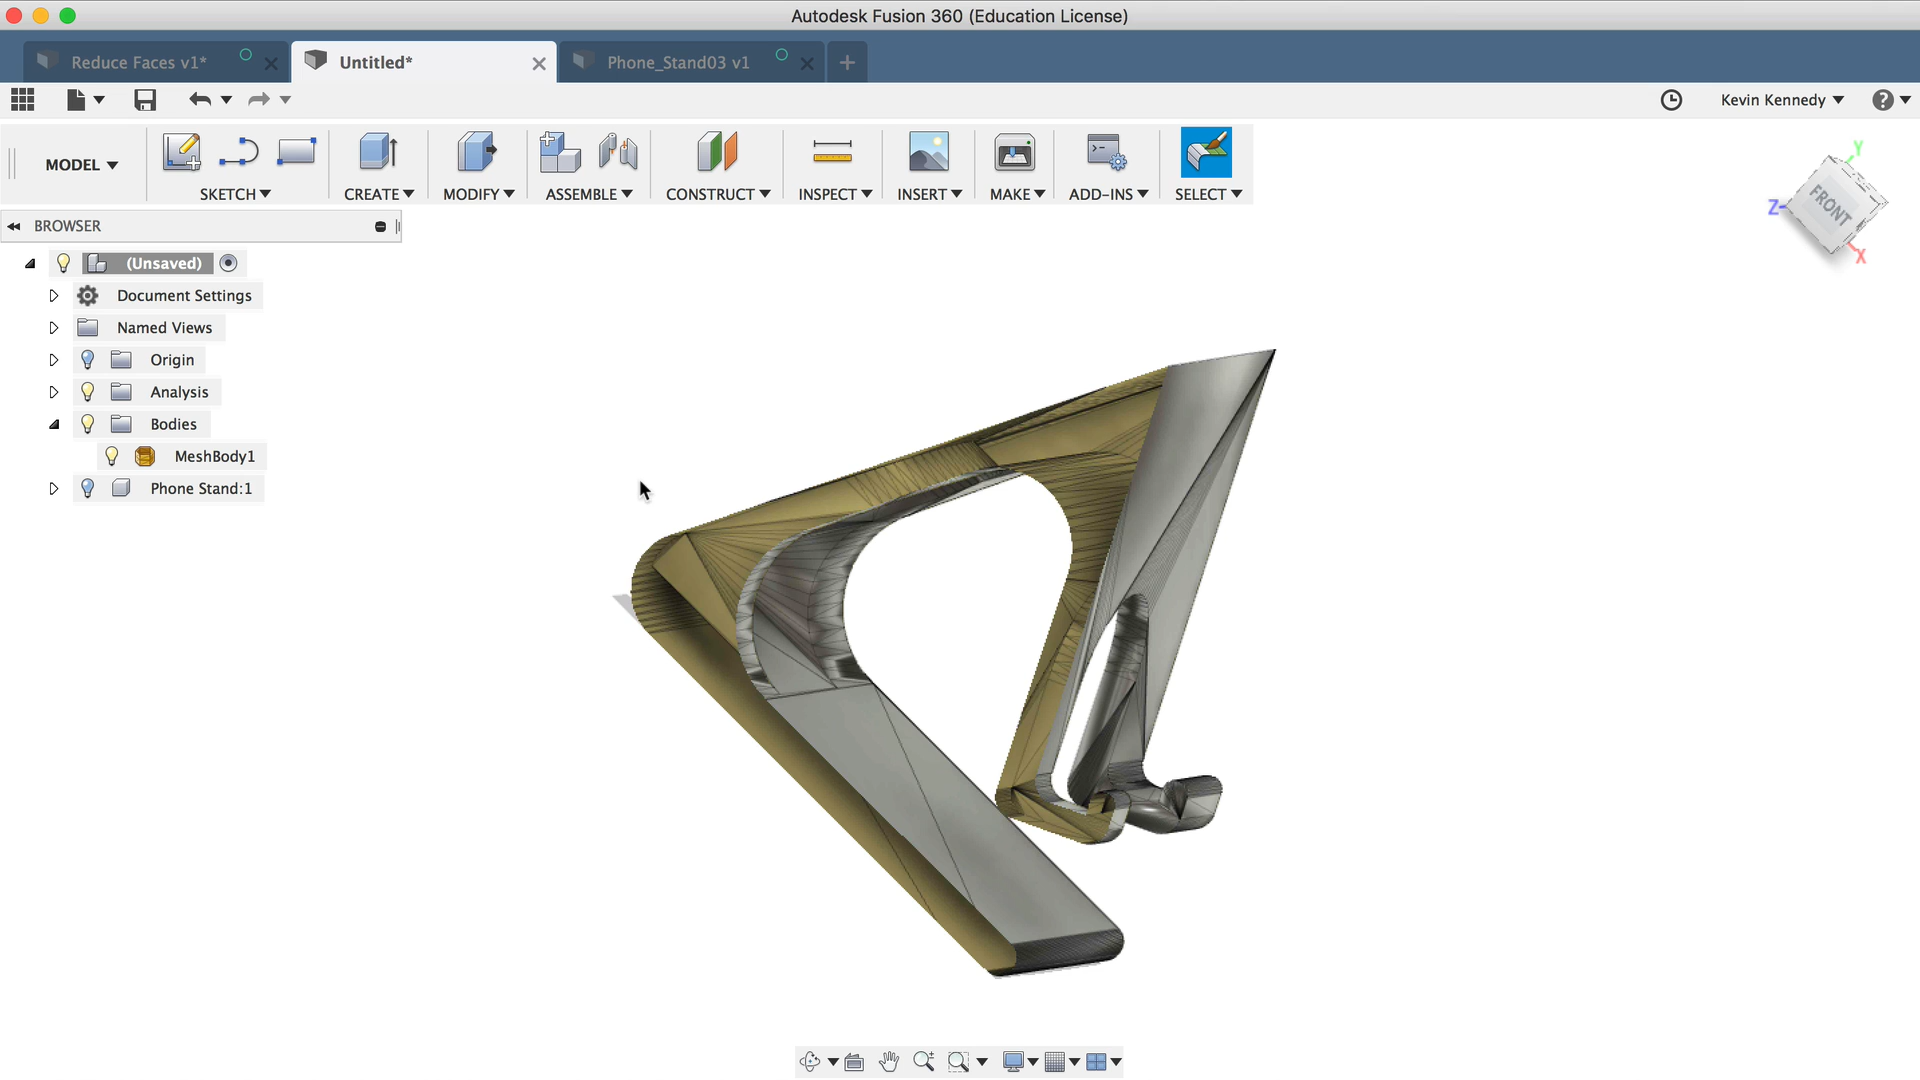 Autodesk Fusion 360 (Education License)
Reduce Faces v1*
Untitled*
Phone_Stand03 v1
Kevin Kennedy
MODEL
SKETCH
CREATE
MODIFY
ASSEMBLE
CONSTRUCT
INSPECT
INSERT
MAKE
ADD-INS
SELECT
BROWSER
(Unsaved)
Document Settings
Named Views
Origin
Analysis
Bodies
MeshBody1
Phone Stand:1
Y
FRONT
Z
X